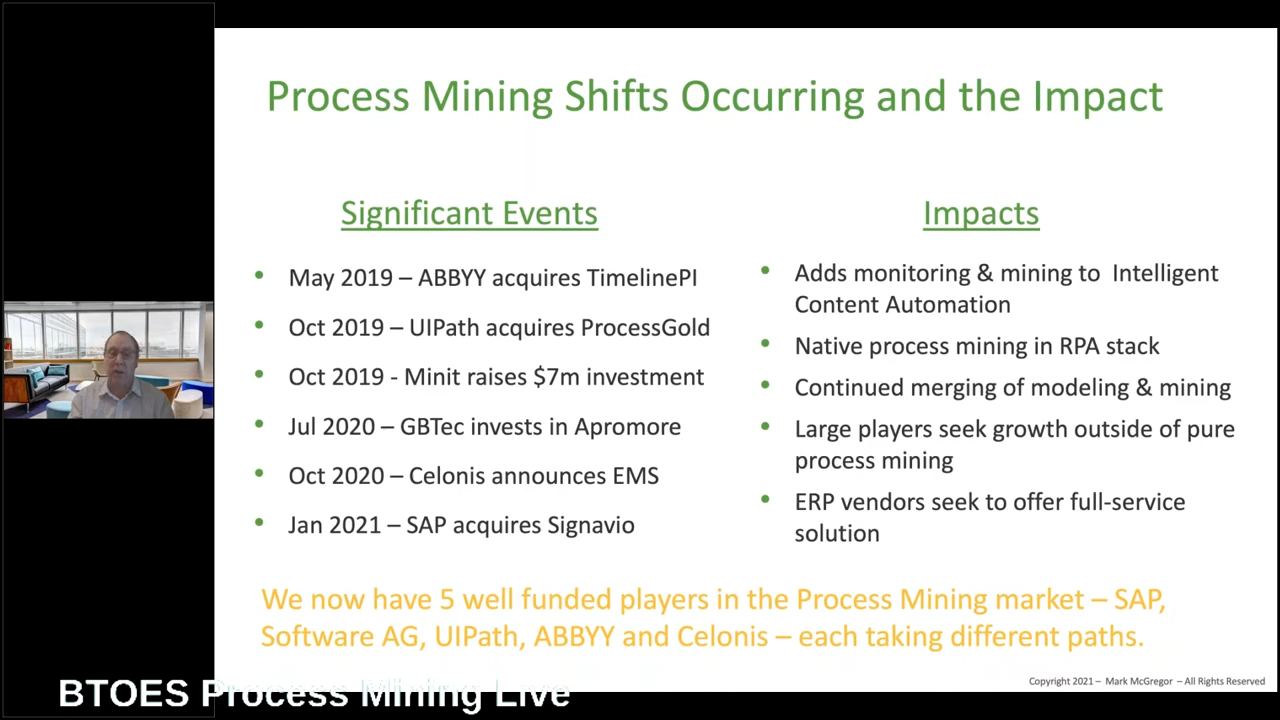 Process Mining Shifts Occurring and the Impact
Significant Events
• May 2019 – ABBYY acquires TimelinePI
• Oct 2019 – UIPath acquires ProcessGold
• Oct 2019 - Minit raises $7m investment
• Jul 2020 – GBTec invests in Apromore
• Oct 2020 – Celonis announces EMS
• Jan 2021 – SAP acquires Signavio
Impacts
• Adds monitoring & mining to Intelligent
Content Automation
• Native process mining in RPA stack
• Continued merging of modeling & mining
• Large players seek growth outside of pure
process mining
• ERP vendors seek to offer full-service
solution
We now have 5 well funded players in the Process Mining market – SAP,
Software AG, UIPath, ABBYY and Celonis – each taking different paths.
Copyright 2021 – Mark McGregor – All Rights Reserved
BTOES Process Mining Live